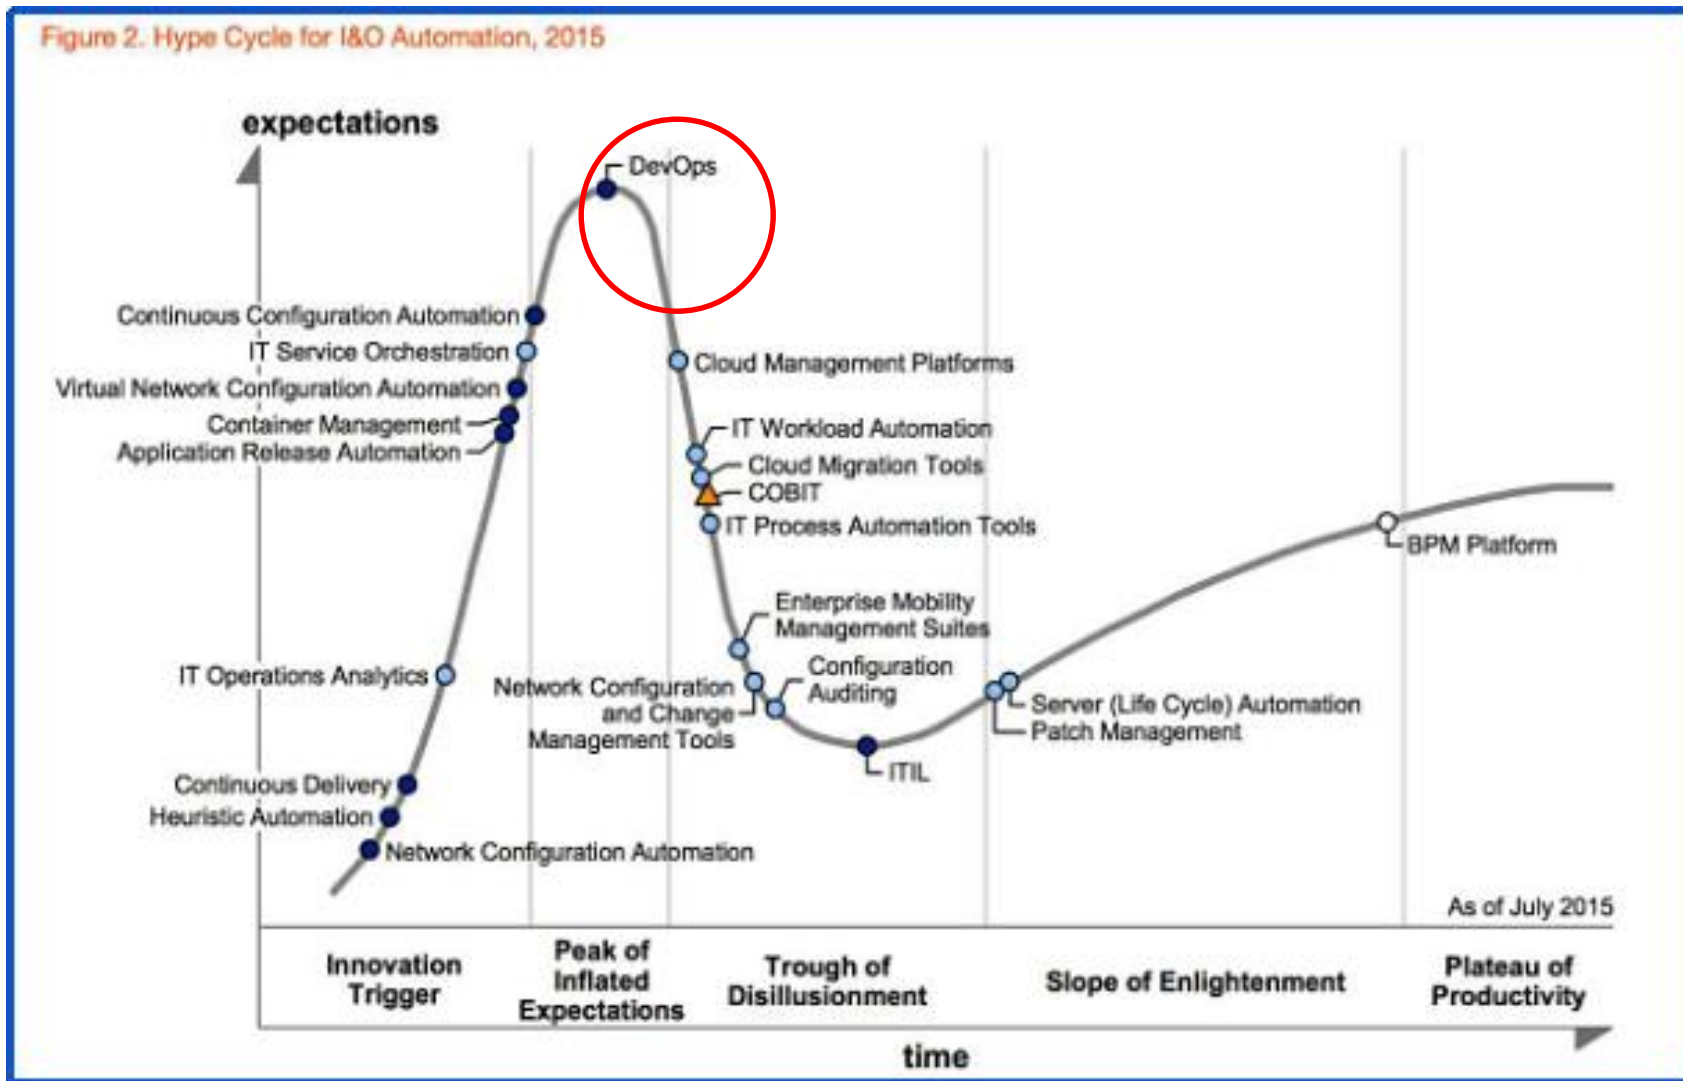 Figure 2. Hype Cycle for I&O Automation, 2015
expectations
DevOps
Continuous Configuration Automation
IT Service Orchestration
Virtual Network Configuration Automation
Container Management
Application Release Automation
Cloud Management Platforms
IT Workload Automation
Cloud Migration Tools
COBIT
IT Process Automation Tools
BPM Platform
Enterprise Mobility
Management Suites
IT Operations Analytics
Network Configuration
and Change
Management Tools
Configuration
Auditing
Server (Life Cycle) Automation
Patch Management
ITIL
Continuous Delivery
Heuristic Automation
Network Configuration Automation
As of July 2015
Innovation
Trigger
Peak of
Inflated
Expectations
Trough of
Disillusionment
Slope of Enlightenment
Plateau of
Productivity
time